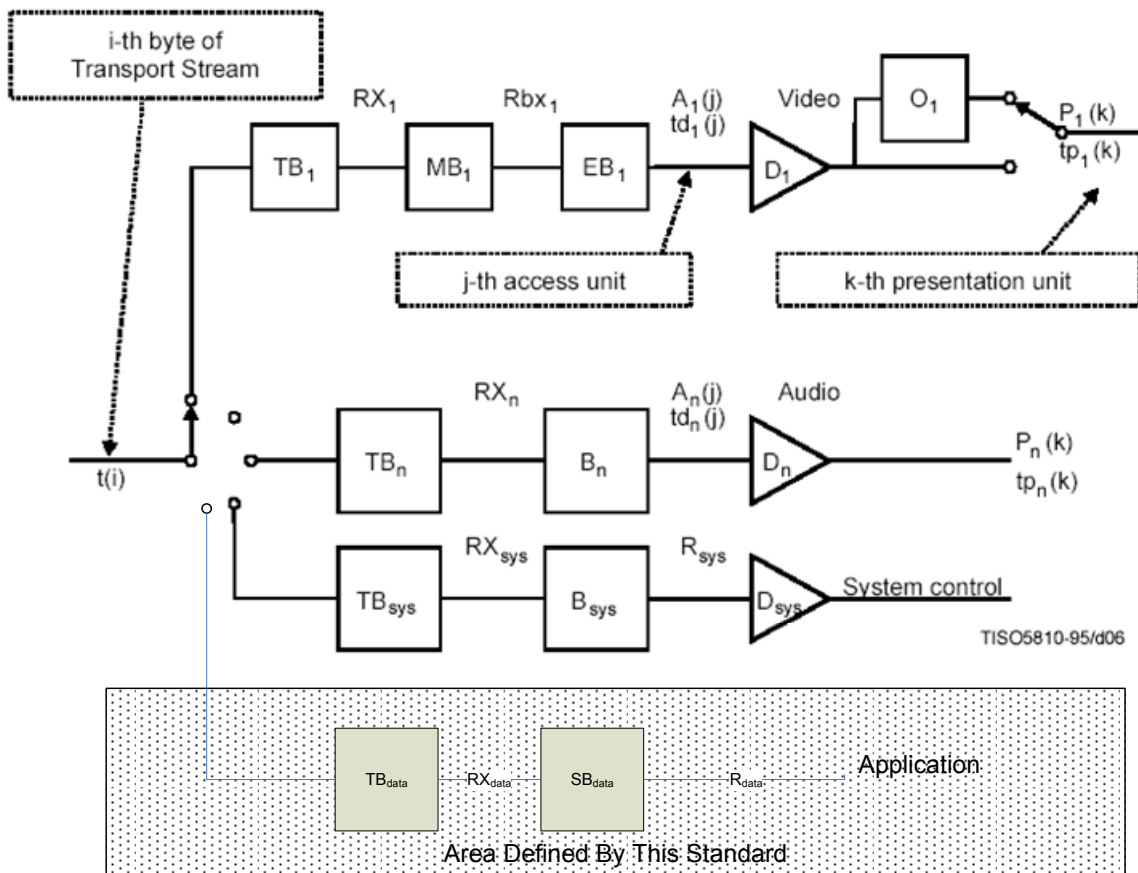 i-th byte of
Transport Stream
RX1
Rbx1
A1(j)
td1(j)
Video
O1
P1(k)
tp1(k)
TB1
MB1
EB1
D1
j-th access unit
k-th presentation unit
RXn
An(j)
tdn(j)
Audio
t(i)
TBn
Bn
Dn
Pn(k)
tpn(k)
RXsys
Rsys
TBsys
Bsys
Dsys
System control
TISO5810-95/d06
TBdata
RXdata
SBdata
Rdata
Application
Area Defined By This Standard